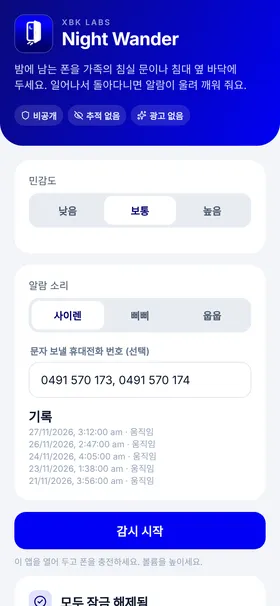 XBK LABS
Night Wander
밤에 남는 폰을 가족의 침실 문이나 침대 옆 바닥에
두세요. 일어나서 돌아다니면 알람이 울려 깨워 줘요.
비공개
추적 없음
광고 없음
민감도
낮음
보통
높음
알람 소리
사이렌
삐삐
웁웁
문자 보낼 휴대전화 번호 (선택)
0491 570 173, 0491 570 174
기록
27/11/2026, 3:12:00 am · 움직임
26/11/2026, 2:47:00 am · 움직임
24/11/2026, 4:05:00 am · 움직임
23/11/2026, 1:38:00 am · 움직임
21/11/2026, 3:56:00 am · 움직임
감시 시작
이 앱을 열어 두고 폰을 충전하세요. 볼륨을 높이세요.
모두 잠금 해제됨